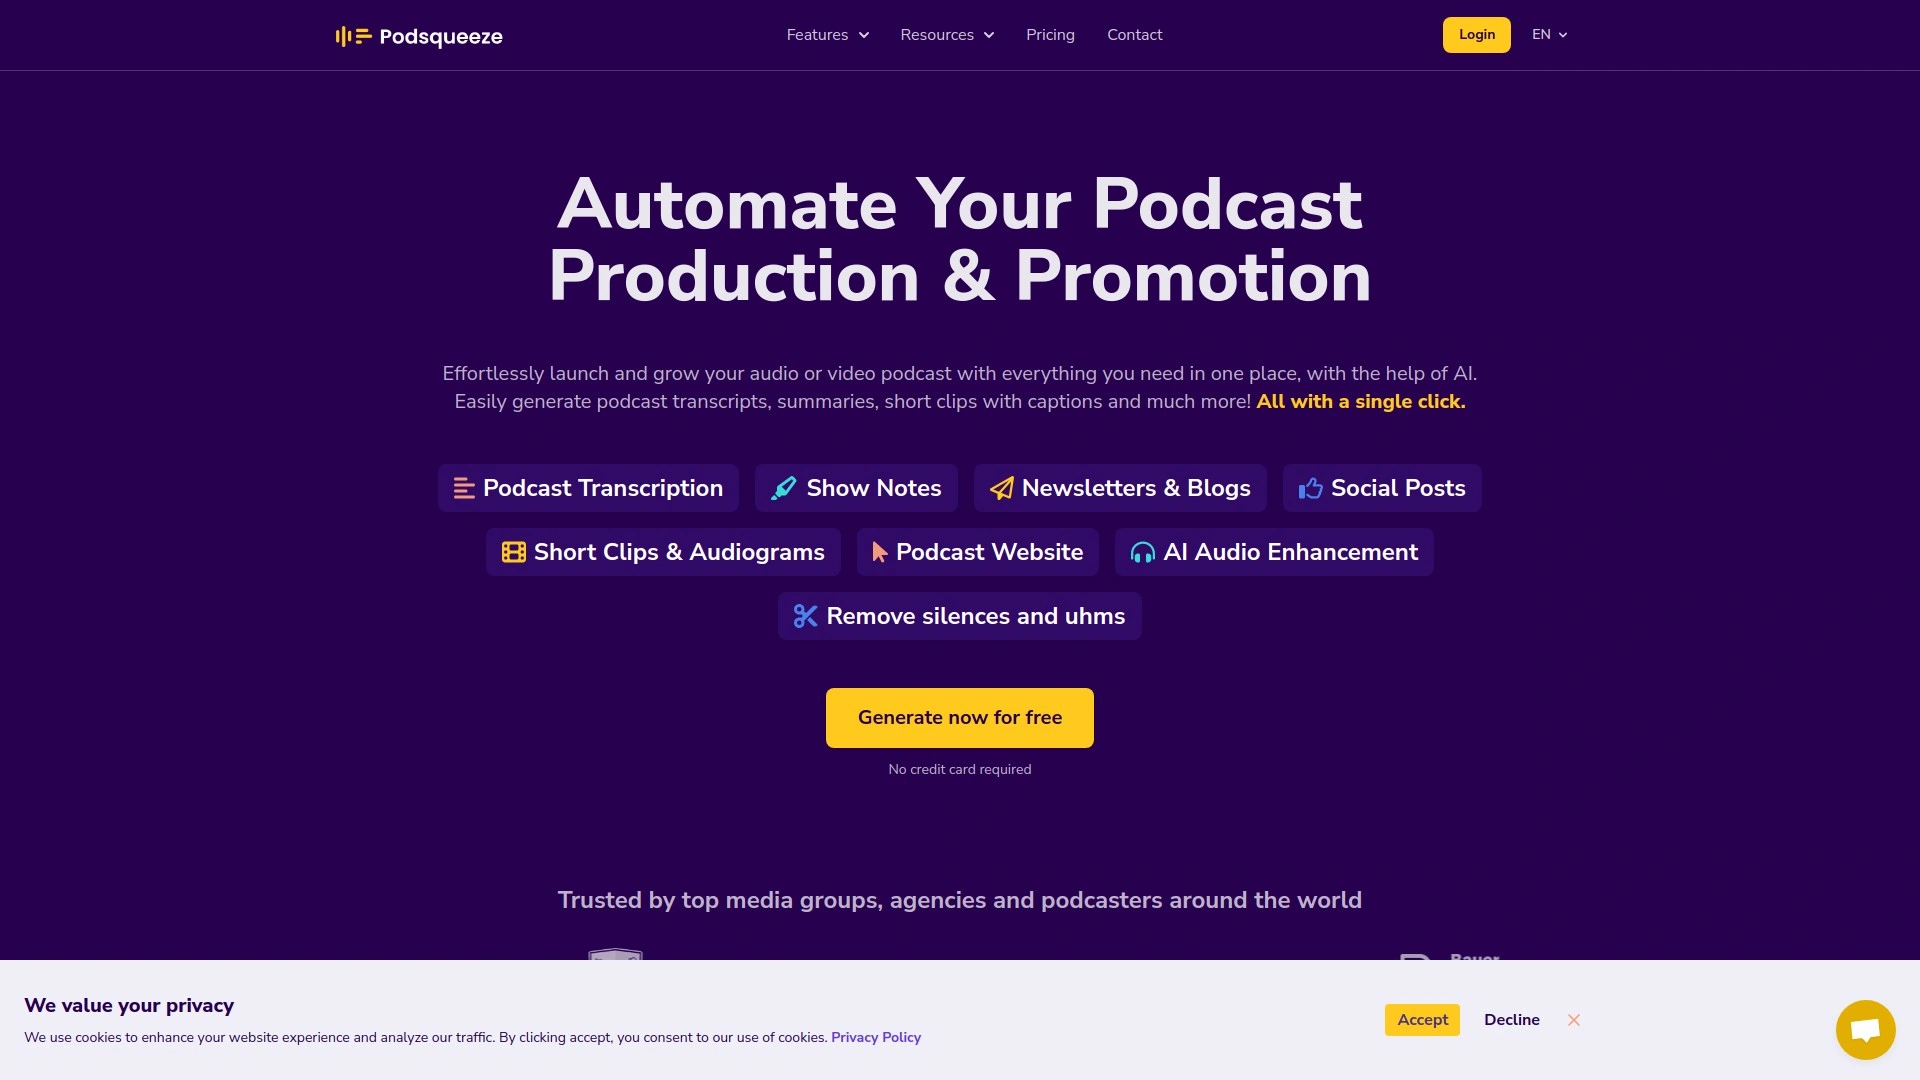 Podsqueeze
Features
Resources
Pricing
Contact
Login
EN
Automate Your Podcast
Production & Promotion
Effortlessly launch and grow your audio or video podcast with everything you need in one place, with the help of AI.
Easily generate podcast transcripts, summaries, short clips with captions and much more! All with a single click.
Podcast Transcription
Show Notes
Newsletters & Blogs
Social Posts
Short Clips & Audiograms
Podcast Website
AI Audio Enhancement
Remove silences and uhms
Generate now for free
No credit card required
Trusted by top media groups, agencies and podcasters around the world
We value your privacy
We use cookies to enhance your website experience and analyze our traffic. By clicking accept, you consent to our use of cookies. Privacy Policy
Accept
Decline